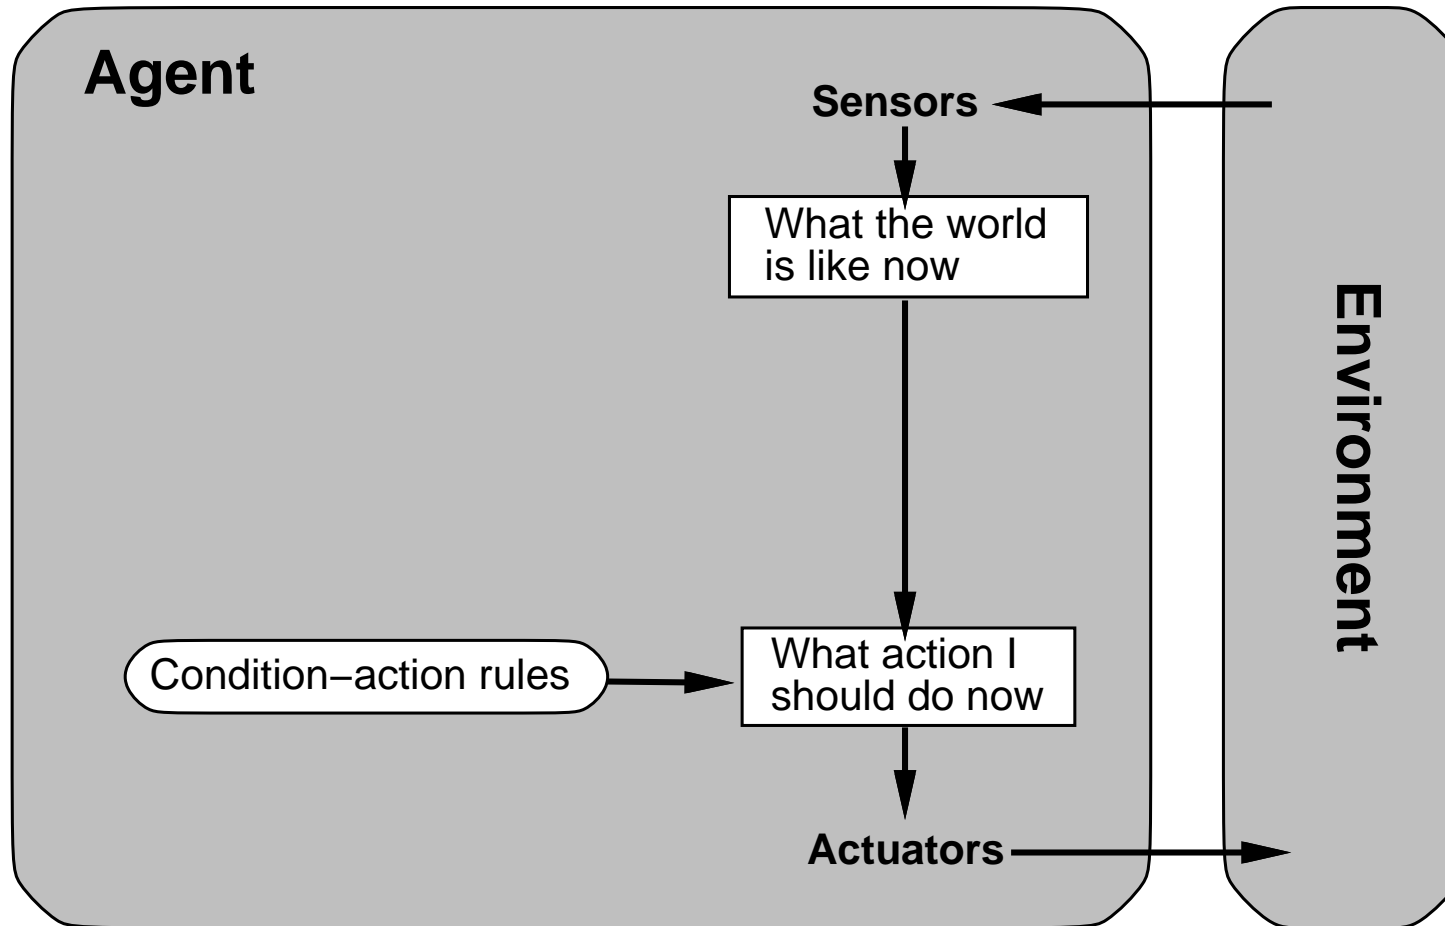 Agent
Sensors
What the world
is like now
Environment
Condition−action rules
What action I
should do now
Actuators